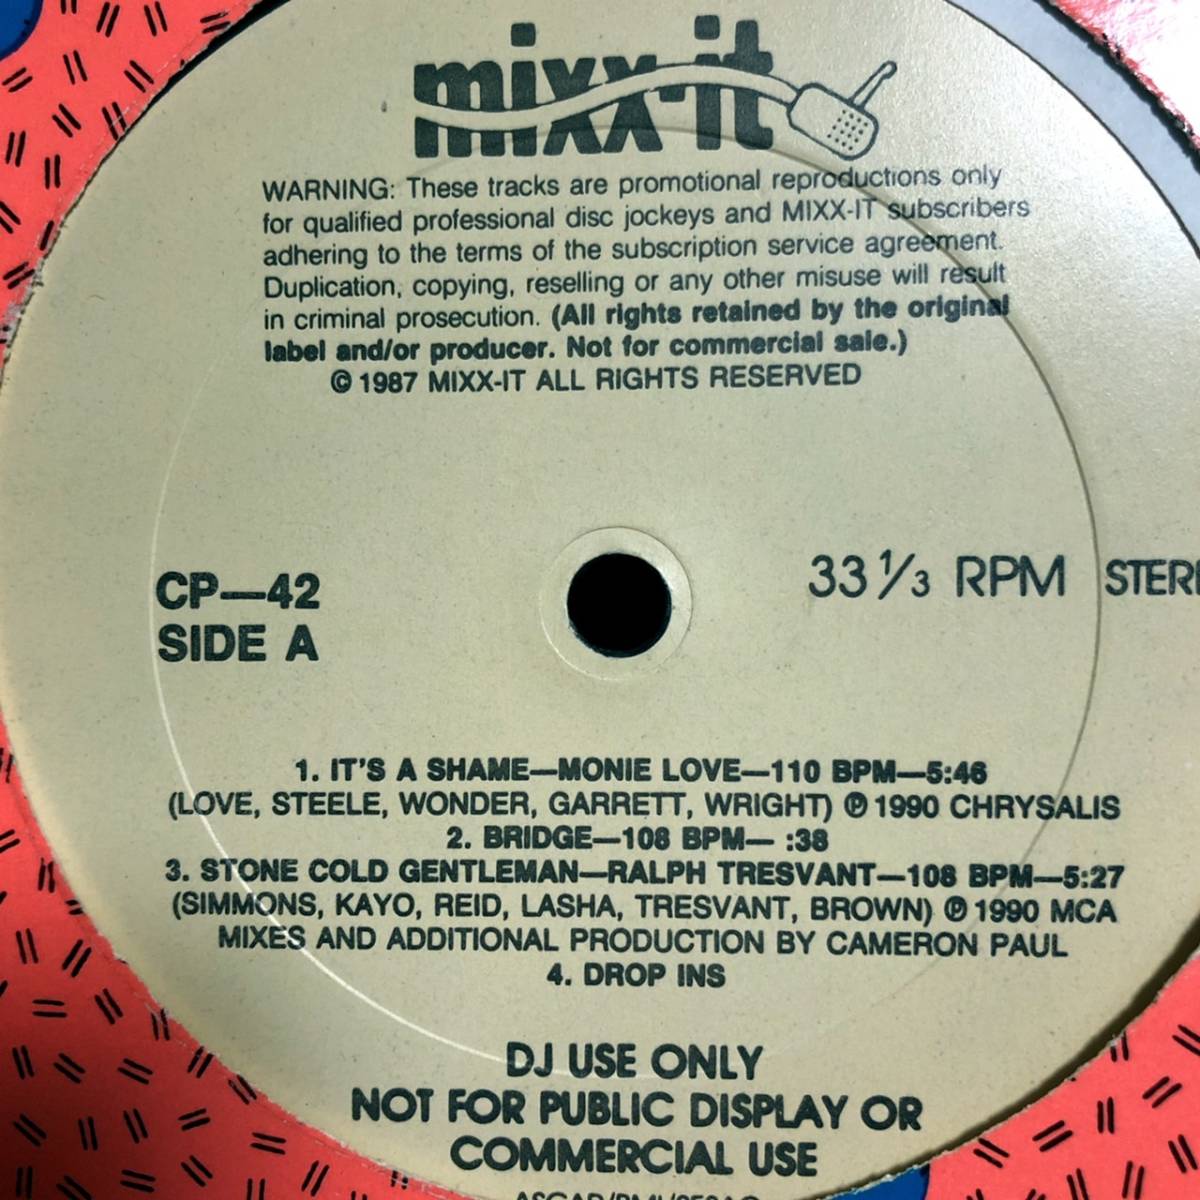 mixx-it
WARNING: These tracks are promotional reproductions only
for qualified professional disc jockeys and MIXX-IT subscribers
adhering to the terms of the subscription service agreement.
Duplication, copying, reselling or any other misuse will result
in criminal prosecution. (All rights retained by the original
label and/or producer. Not for commercial sale.)
© 1987 MIXX-IT ALL RIGHTS RESERVED
CP—42
SIDE A
33 1/3 RPM STER
1. IT'S A SHAME—MONIE LOVE—110 BPM—5:46
(LOVE, STEELE, WONDER, GARRETT, WRIGHT) ℗ 1990 CHRYSALIS
2. BRIDGE—108 BPM— :38
3. STONE COLD GENTLEMAN—RALPH TRESVANT—108 BPM—5:27
(SIMMONS, KAYO, REID, LASHA, TRESVANT, BROWN) ℗ 1990 MCA
MIXES AND ADDITIONAL PRODUCTION BY CAMERON PAUL
4. DROP INS
DJ USE ONLY
NOT FOR PUBLIC DISPLAY OR
COMMERCIAL USE